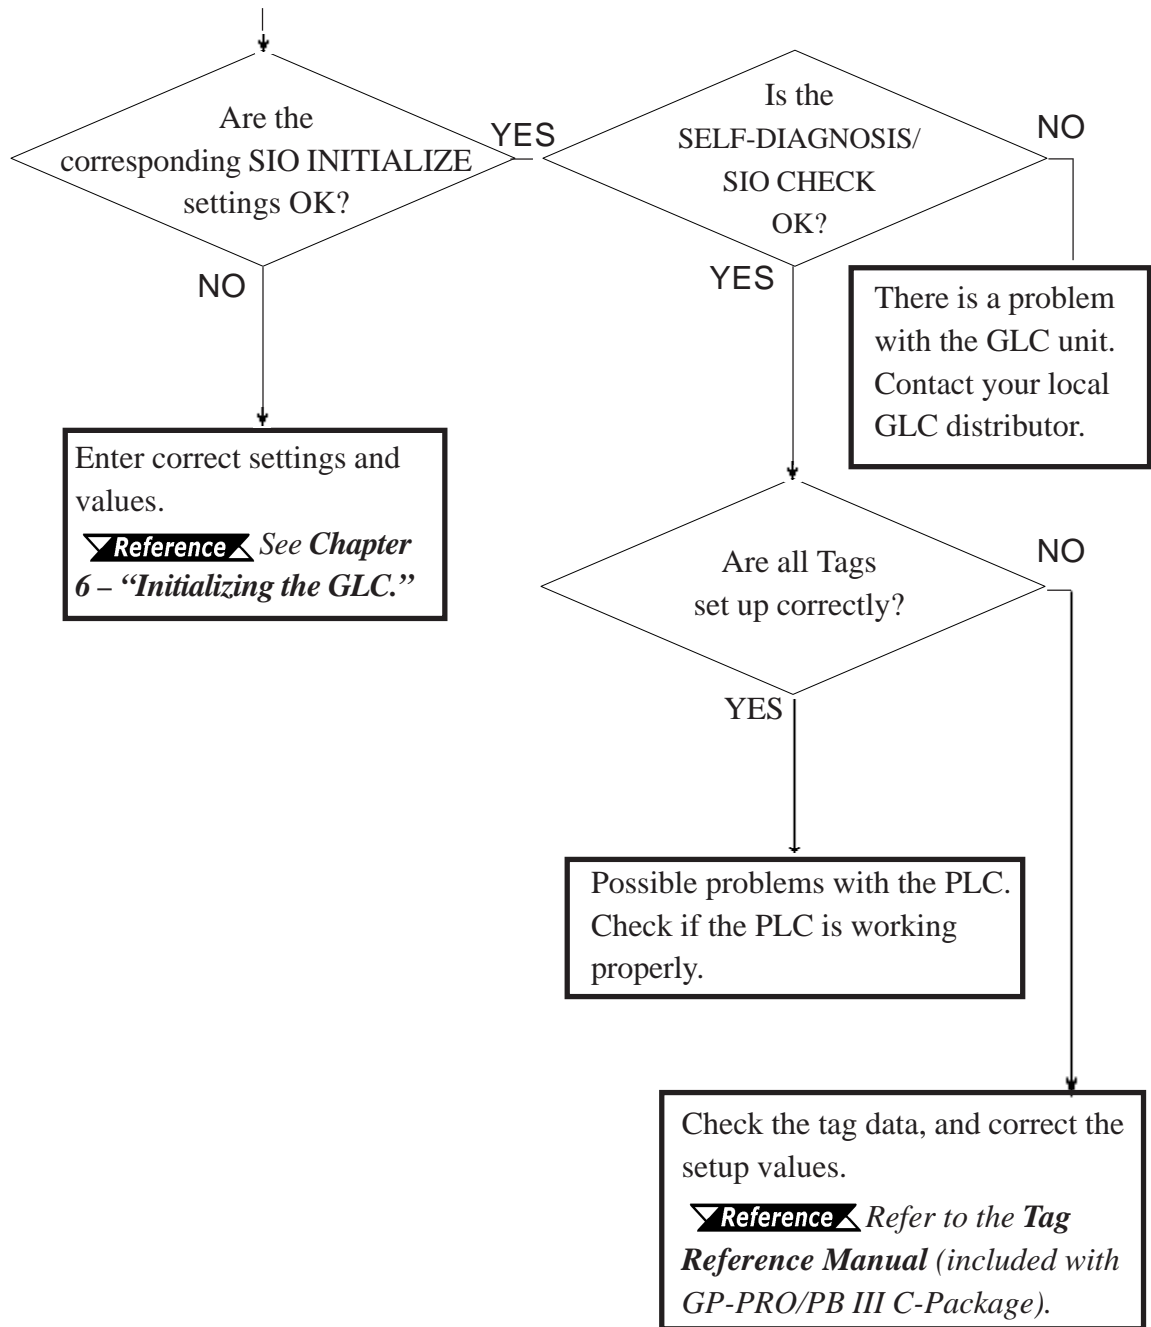 Are the
corresponding SIO INITIALIZE
settings OK?
YES
NO
Is the
SELF-DIAGNOSIS/
SIO CHECK
OK?
NO
YES
There is a problem
with the GLC unit.
Contact your local
GLC distributor.
Enter correct settings and
values.
Reference See Chapter
6 – “Initializing the GLC.”
Are all Tags
set up correctly?
NO
YES
Possible problems with the PLC.
Check if the PLC is working
properly.
Check the tag data, and correct the
setup values.
Reference Refer to the Tag
Reference Manual (included with
GP-PRO/PB III C-Package).